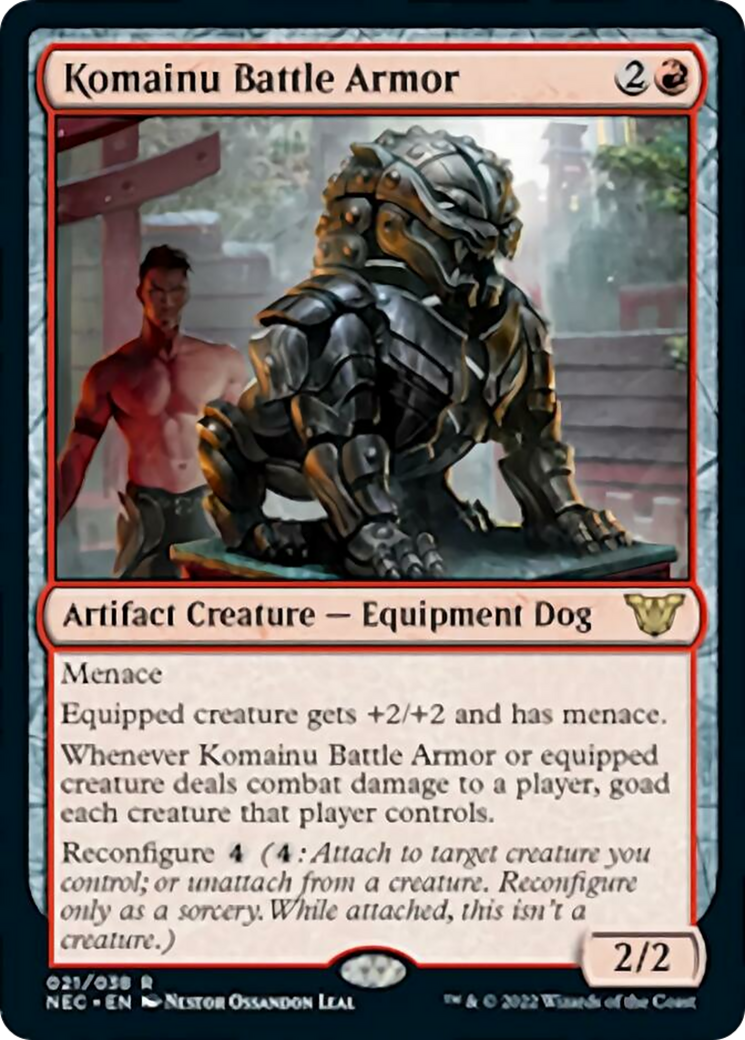 Komainu Battle Armor 2
Artifact Creature — Equipment Dog
Menace
Equipped creature gets +2/+2 and has menace.
Whenever Komainu Battle Armor or equipped
creature deals combat damage to a player, goad
each creature that player controls.
Reconfigure 4 (4: Attach to target creature you
control; or unattach from a creature. Reconfigure
only as a sorcery. While attached, this isn't a
creature.)
2/2
021/038 R
NEC • EN Nestor Ossandon Leal
™ & © 2022 Wizards of the Coast